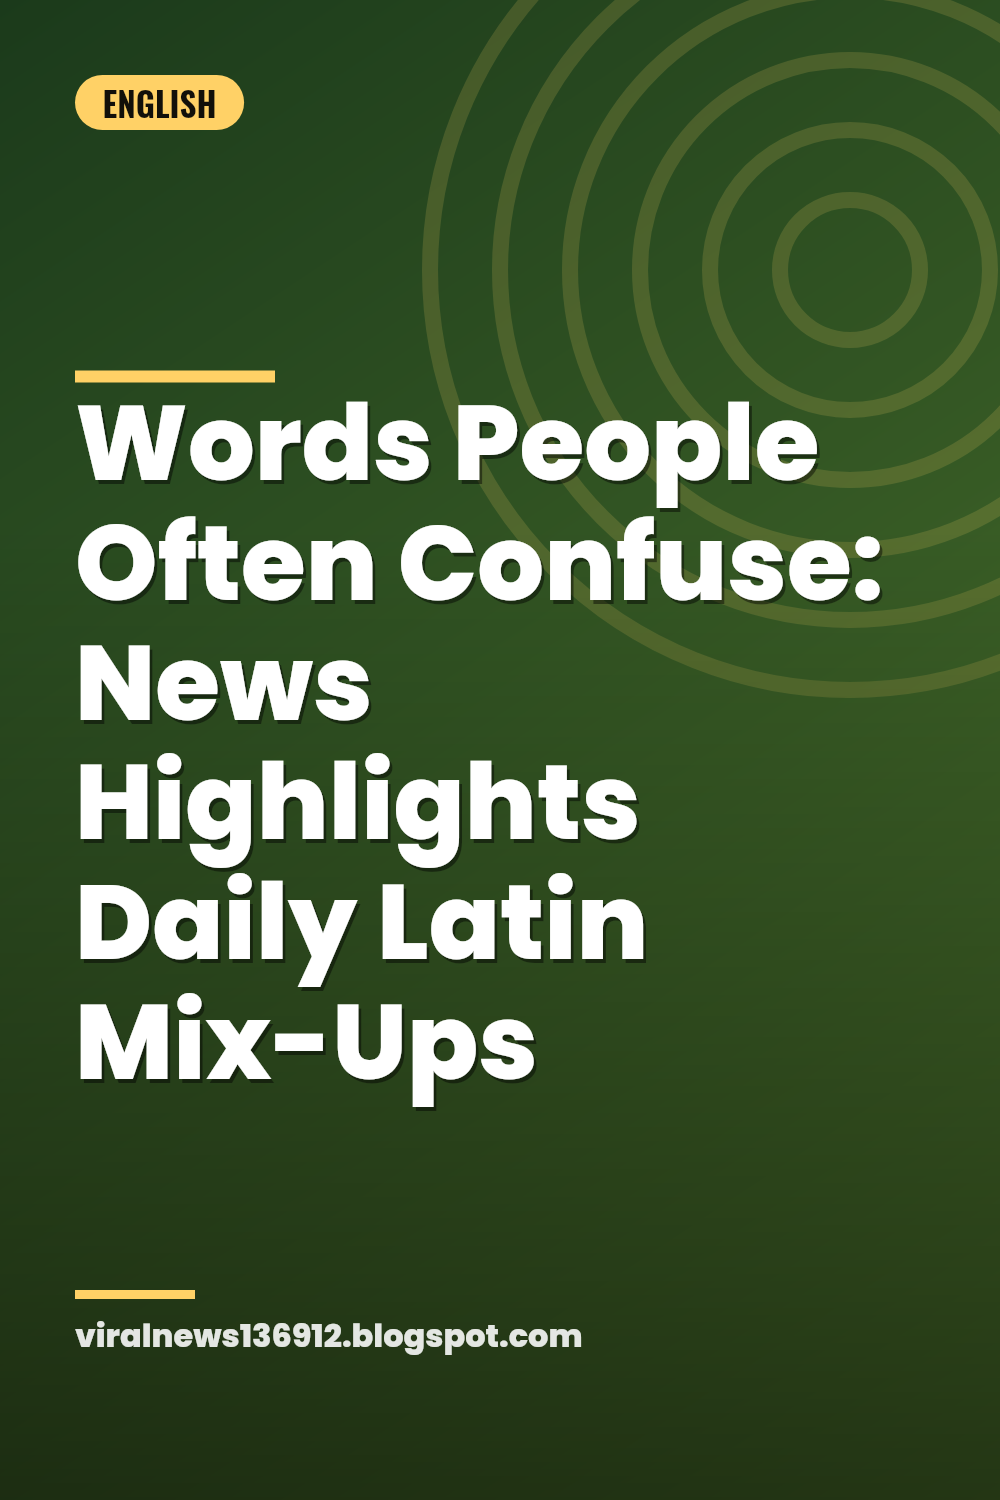 ENGLISH
Words People
Often Confuse:
News
Highlights
Daily Latin
Mix-Ups
viralnews136912.blogspot.com